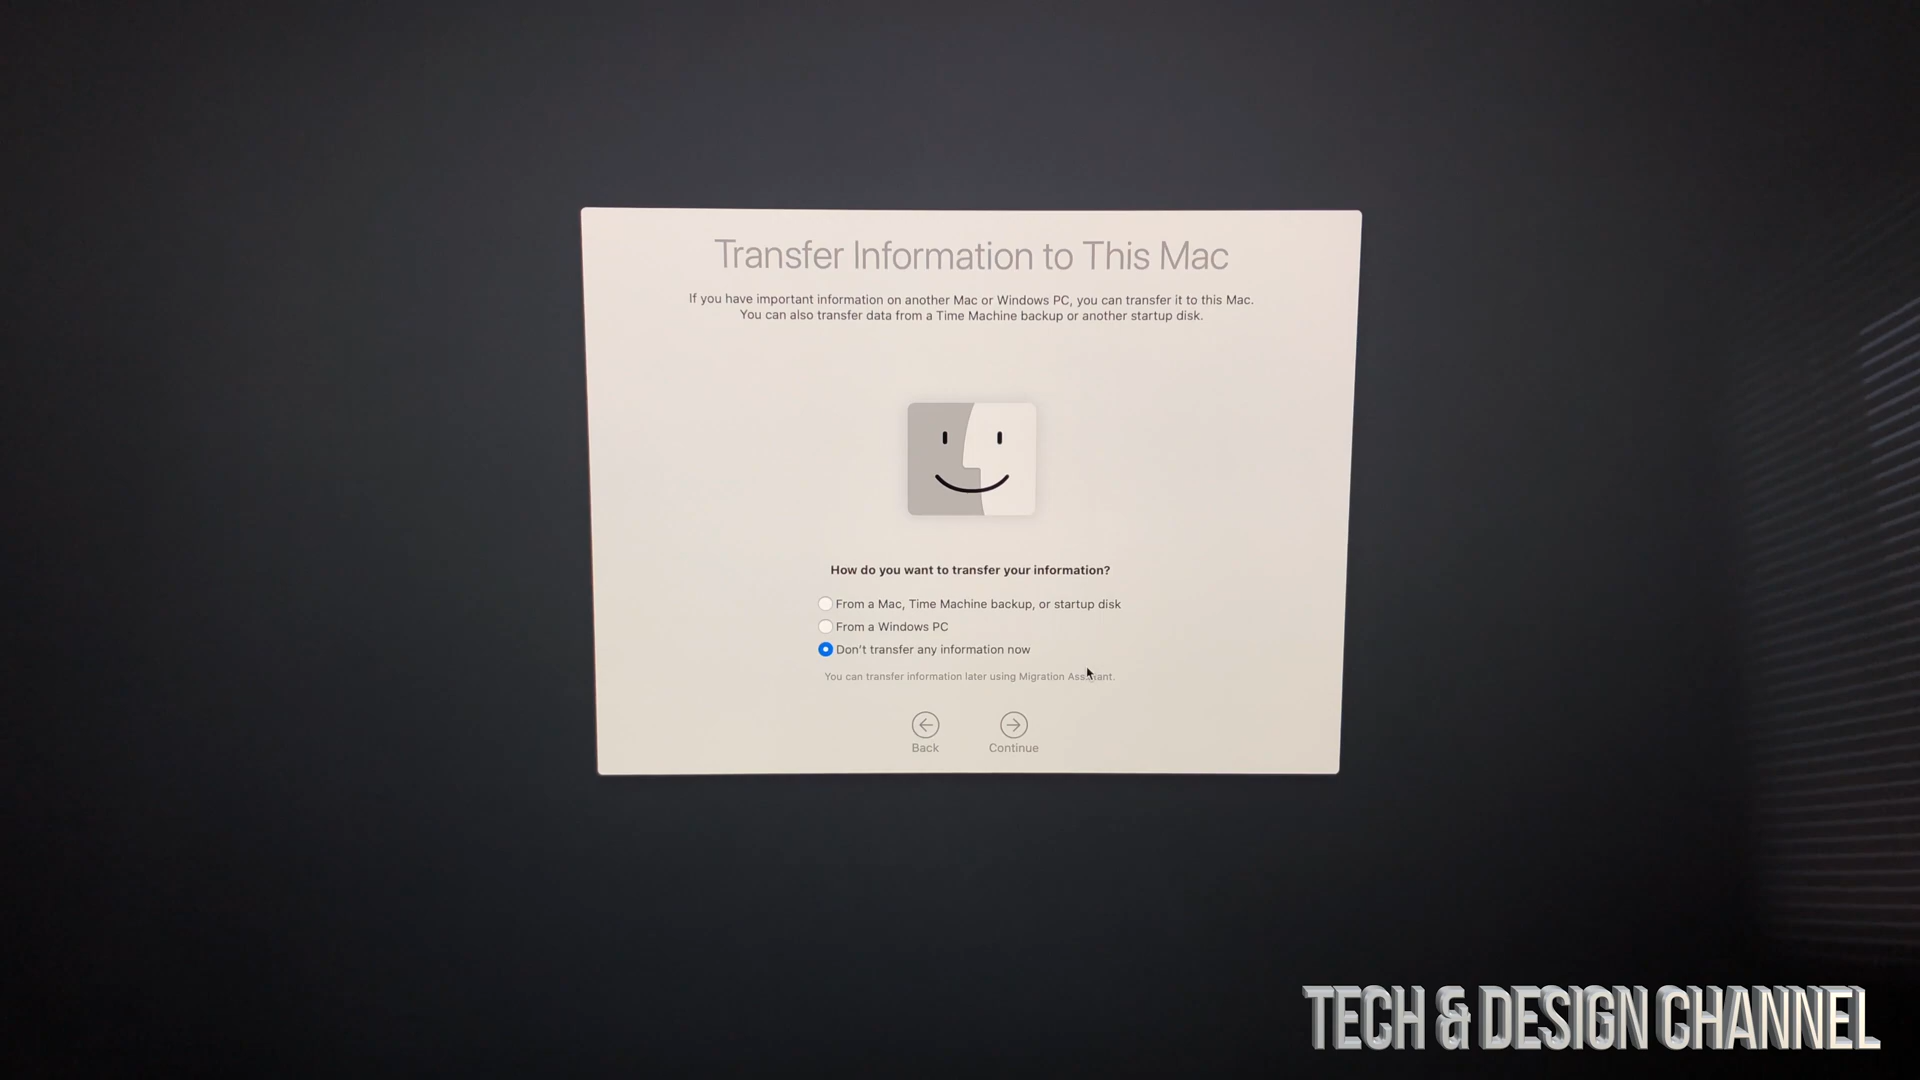 Transfer Information to This Mac
If you have important information on another Mac or Windows PC, you can transfer it to this Mac.
You can also transfer data from a Time Machine backup or another startup disk.
How do you want to transfer your information?
From a Mac, Time Machine backup, or startup disk
From a Windows PC
Don't transfer any information now
You can transfer information later using Migration Assistant.
Back
Continue
TECH & DESIGN CHANNEL